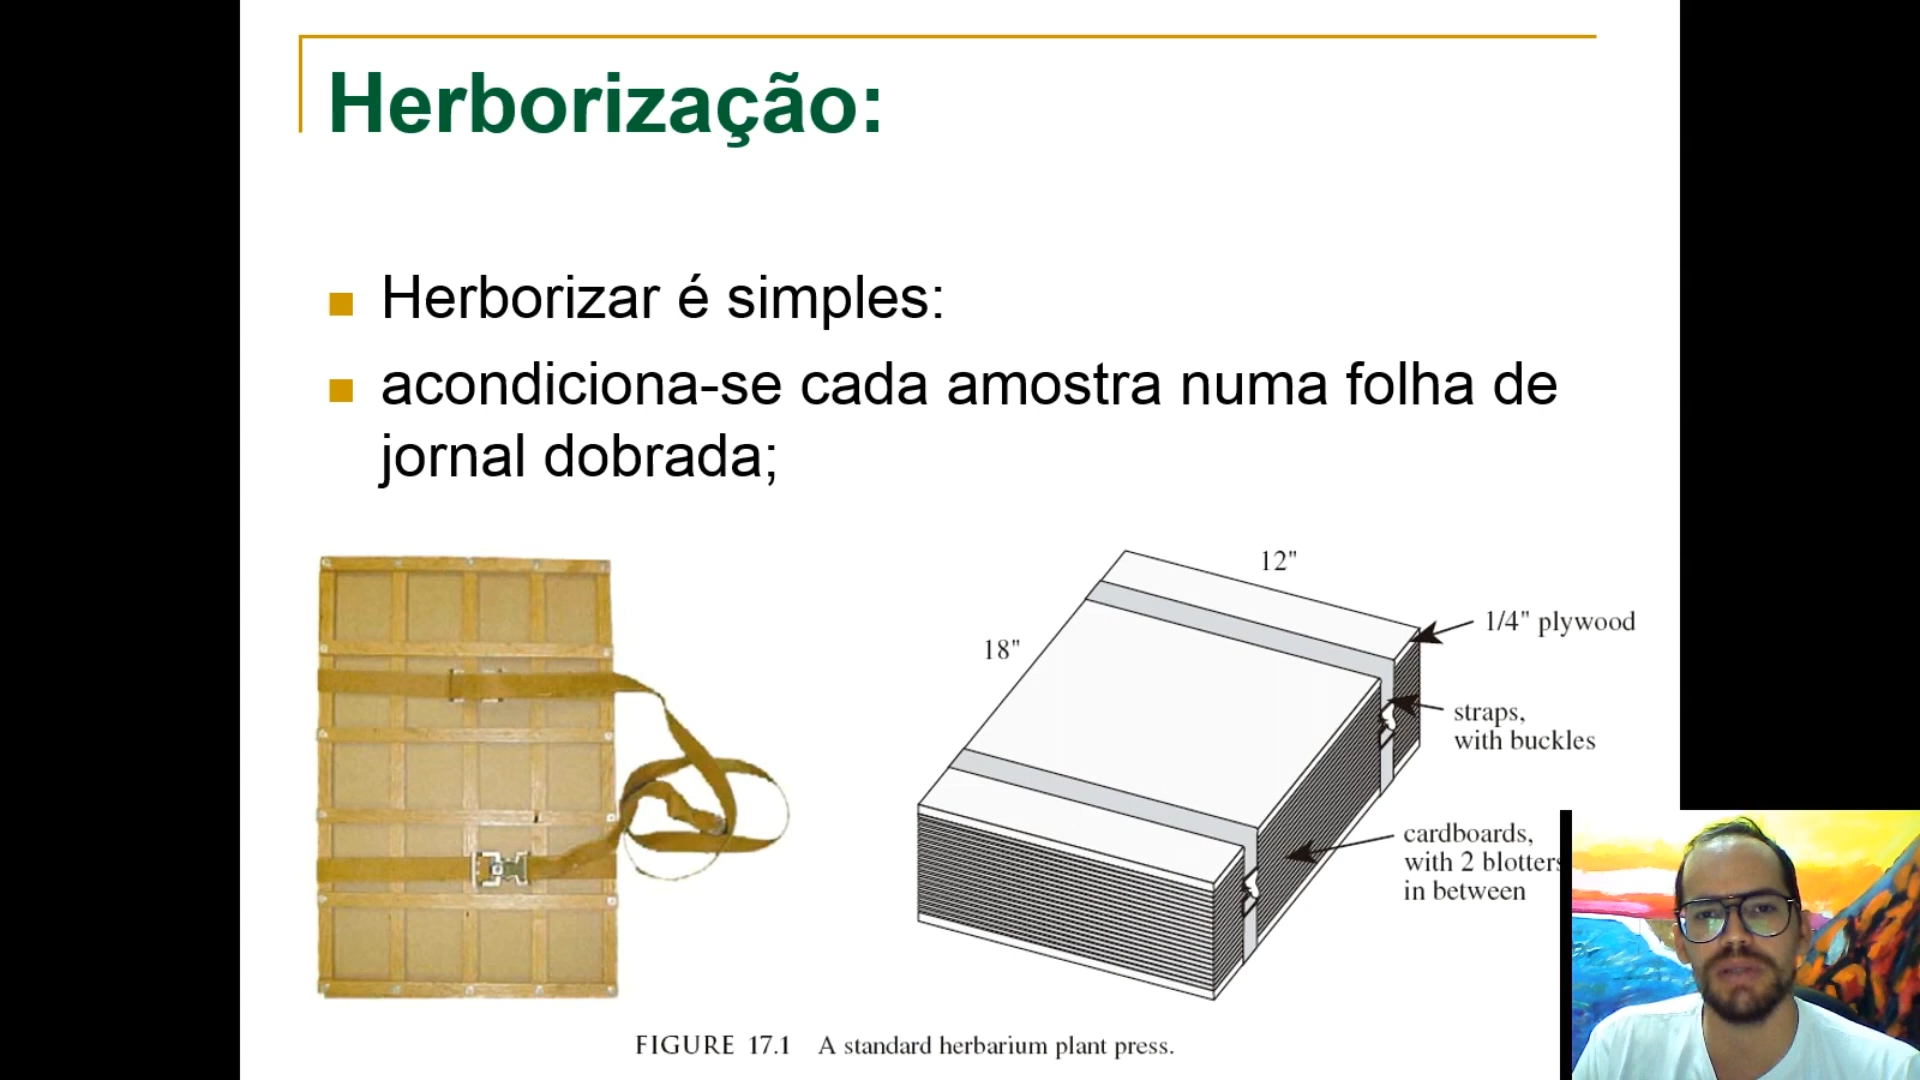 Herborização:
Herborizar é simples:
acondiciona-se cada amostra numa folha de
jornal dobrada;
12"
18"
1/4" plywood
straps,
with buckles
cardboards,
with 2 blotters
in between
FIGURE 17.1 A standard herbarium plant press.